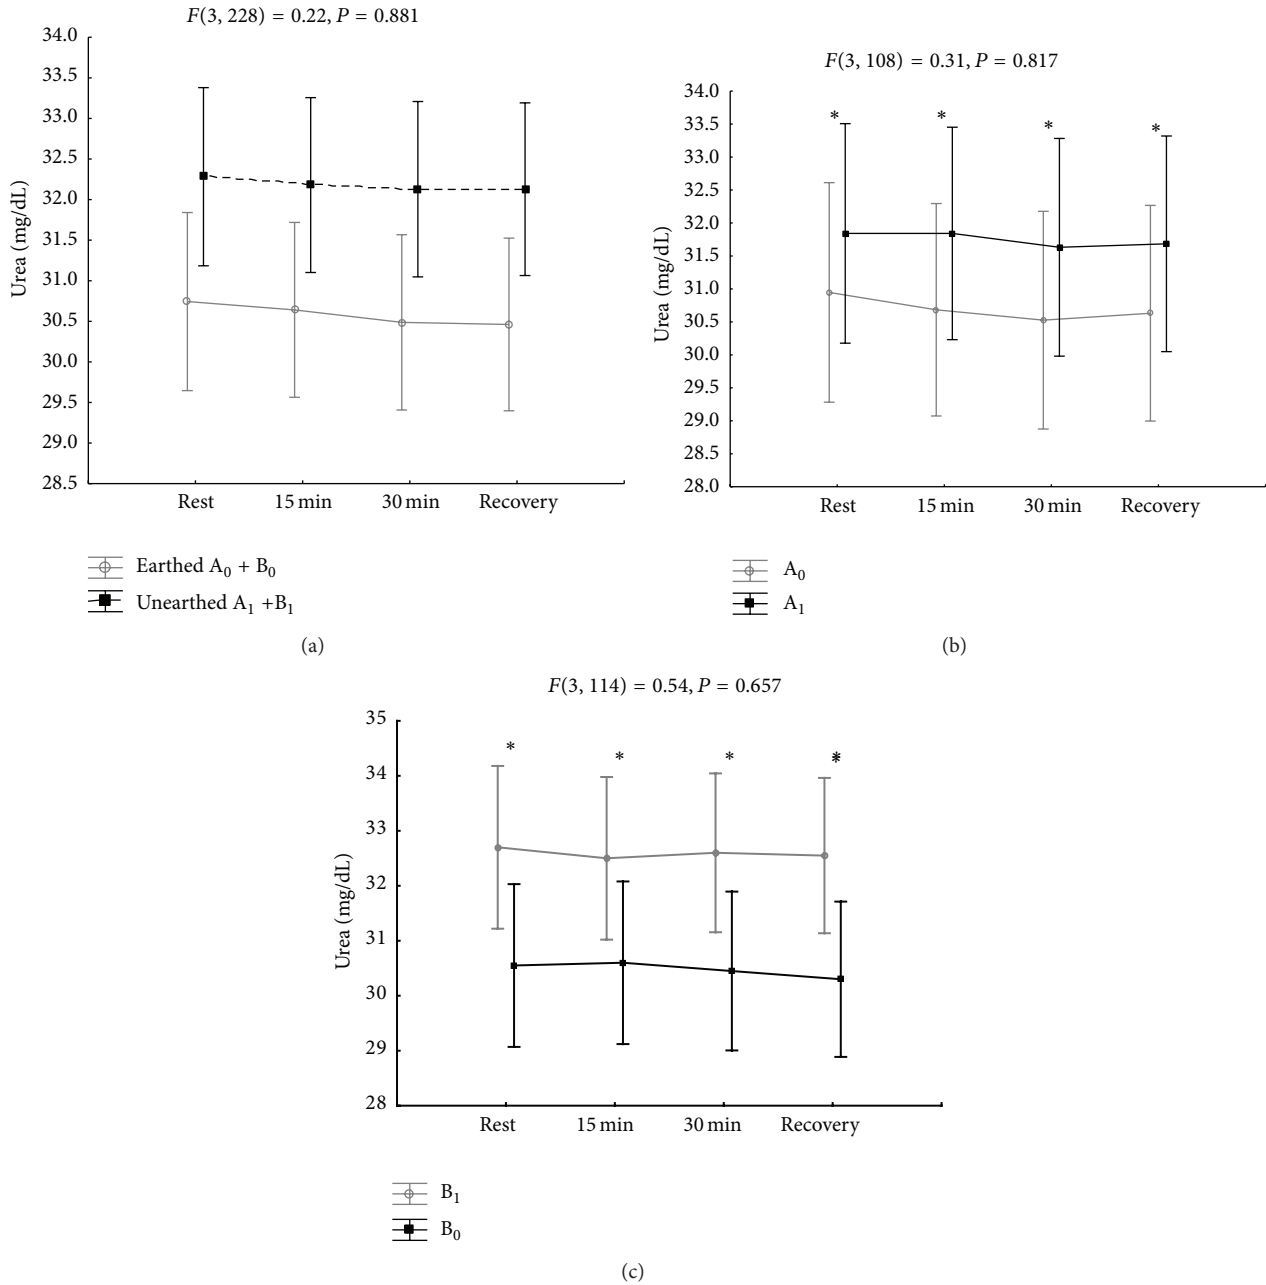 F(3, 228) = 0.22, P = 0.881
Urea (mg/dL)
34.0
33.5
33.0
32.5
32.0
31.5
31.0
30.5
30.0
29.5
29.0
28.5
Rest 15 min 30 min Recovery
Earthed A0 + B0
Unearthed A1 +B1
(a)
F(3, 108) = 0.31, P = 0.817
Urea (mg/dL)
34.0
33.5
33.0
32.5
32.0
31.5
31.0
30.5
30.0
29.5
29.0
28.0
* * * *
Rest 15 min 30 min Recovery
A0
A1
(b)
F(3, 114) = 0.54, P = 0.657
Urea (mg/dL)
35
34
33
32
31
30
29
28
* * * *
Rest 15 min 30 min Recovery
B1
B0
(c)